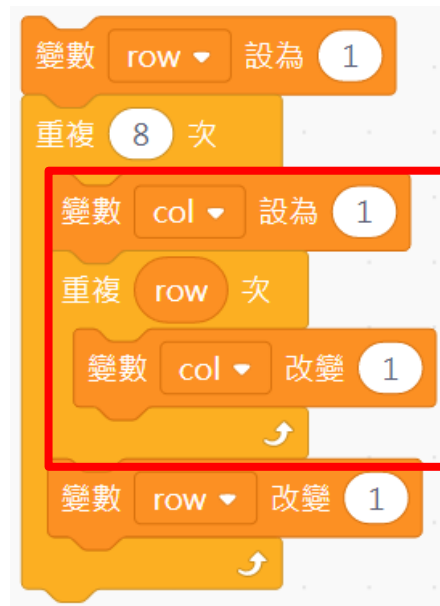 變數 row 設為 1
重複 8 次
變數 col 設為 1
重複 row 次
變數 col 改變 1
變數 row 改變 1